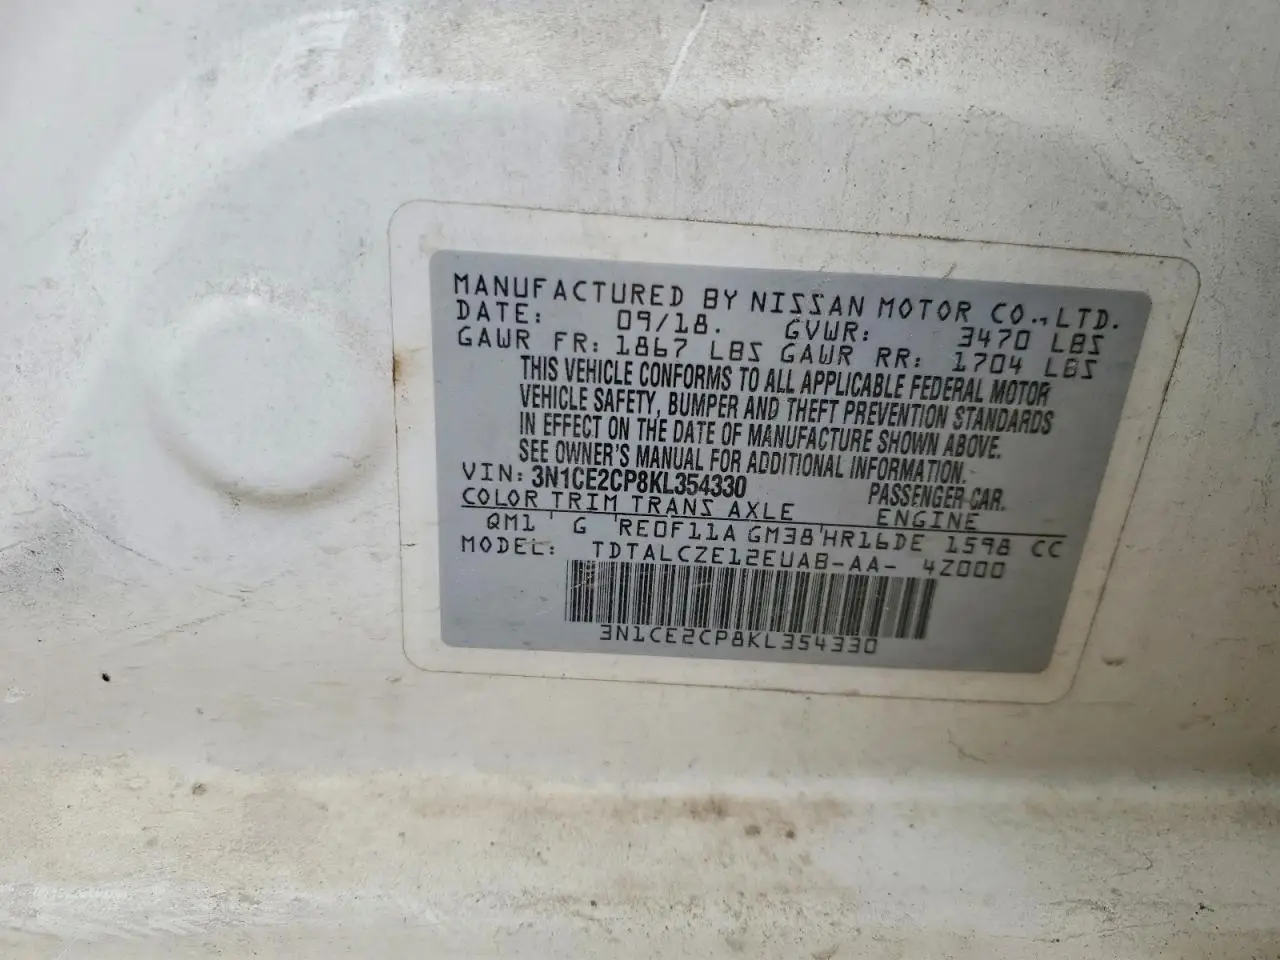 MANUFACTURED BY NISSAN MOTOR CO., LTD.
DATE: 09/18. GVWR: 3470 LBS
GAWR FR: 1867 LBS GAWR RR: 1704 LBS
THIS VEHICLE CONFORMS TO ALL APPLICABLE FEDERAL MOTOR
VEHICLE SAFETY, BUMPER AND THEFT PREVENTION STANDARDS
IN EFFECT ON THE DATE OF MANUFACTURE SHOWN ABOVE.
SEE OWNER'S MANUAL FOR ADDITIONAL INFORMATION.
VIN: 3N1CE2CP8KL354330 PASSENGER CAR.
COLOR TRIM TRANS AXLE ENGINE
QM1 ' G 'RE0F11A GM38'HR16DE 1598 CC
MODEL: TDTALCZE12EUAB-AA- 4Z000
3N1CE2CP8KL354330